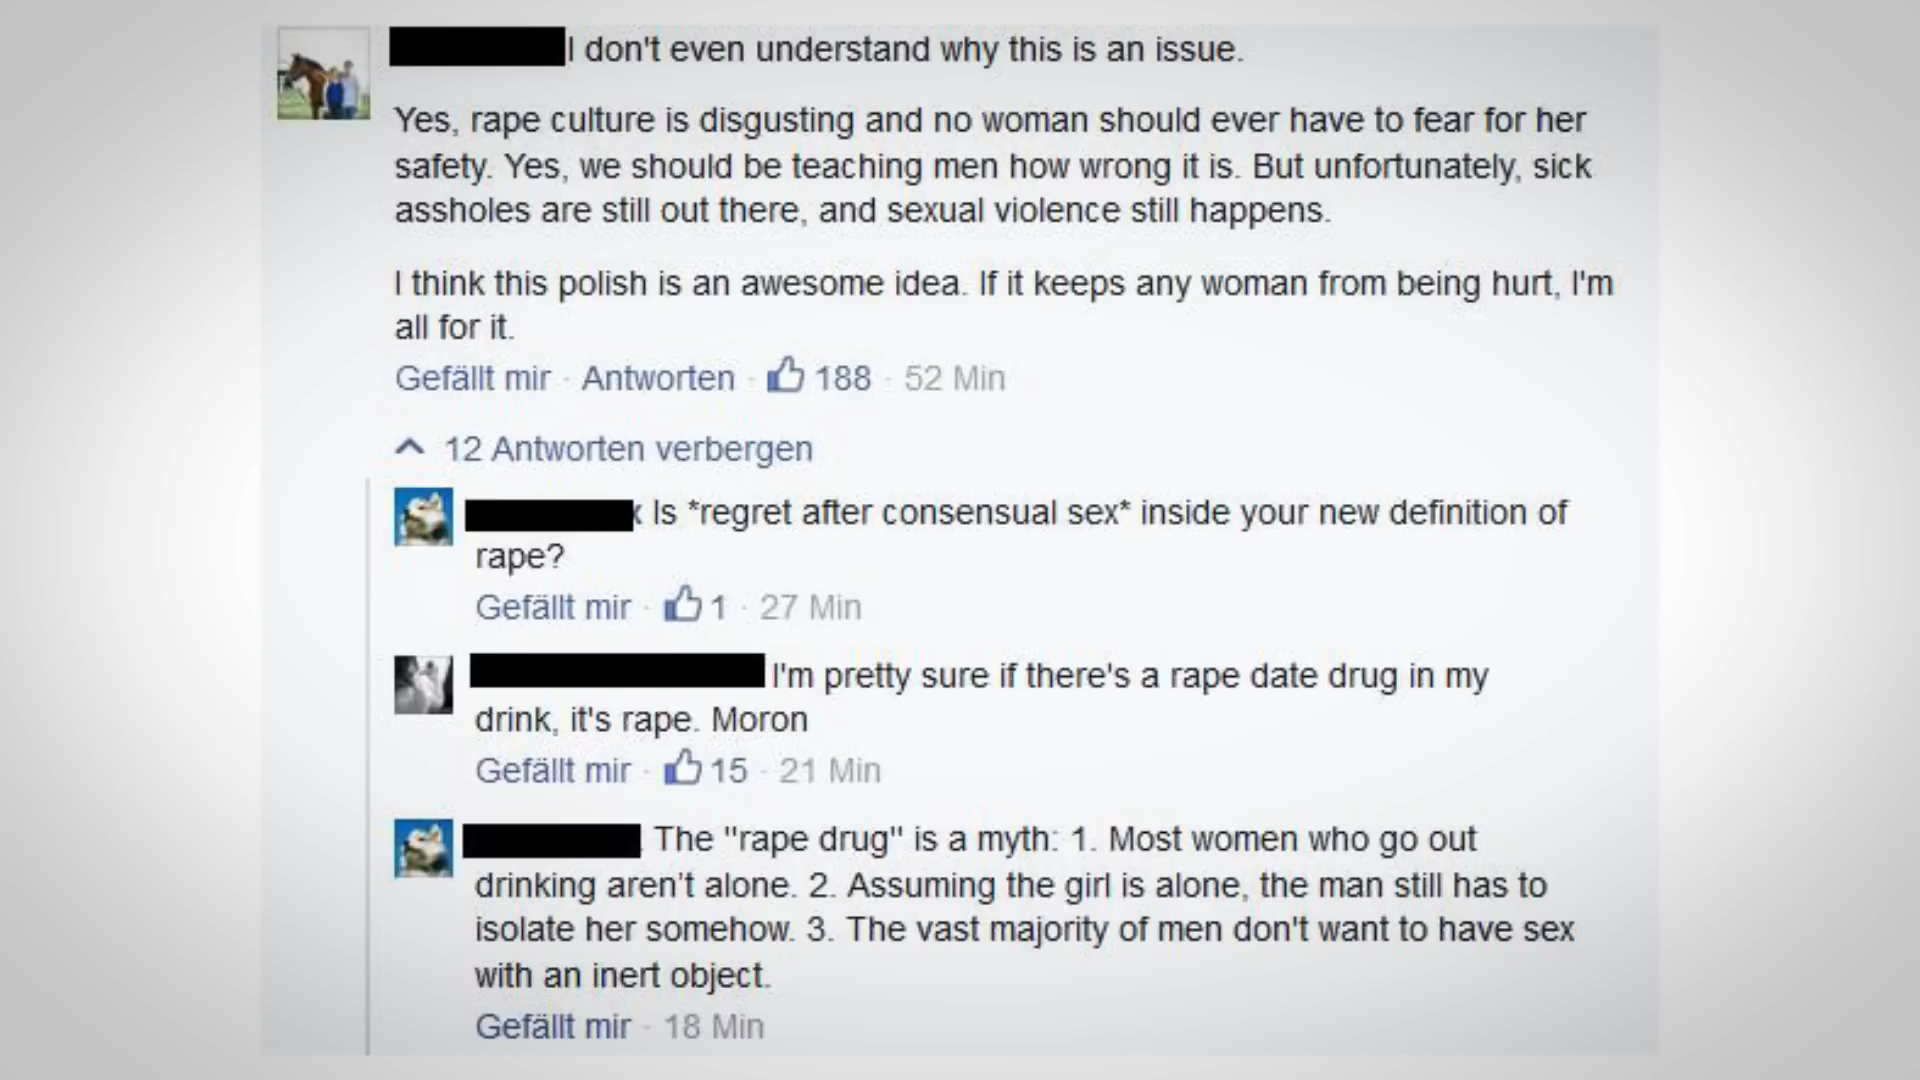 I don't even understand why this is an issue.
Yes, rape culture is disgusting and no woman should ever have to fear for her
safety. Yes, we should be teaching men how wrong it is. But unfortunately, sick
assholes are still out there, and sexual violence still happens.
I think this polish is an awesome idea. If it keeps any woman from being hurt, I'm
all for it.
Gefällt mir · Antworten · 188 · 52 Min
12 Antworten verbergen
Is *regret after consensual sex* inside your new definition of
rape?
Gefällt mir · 1 · 27 Min
I'm pretty sure if there's a rape date drug in my
drink, it's rape. Moron
Gefällt mir · 15 · 21 Min
The "rape drug" is a myth: 1. Most women who go out
drinking aren't alone. 2. Assuming the girl is alone, the man still has to
isolate her somehow. 3. The vast majority of men don't want to have sex
with an inert object.
Gefällt mir · 18 Min